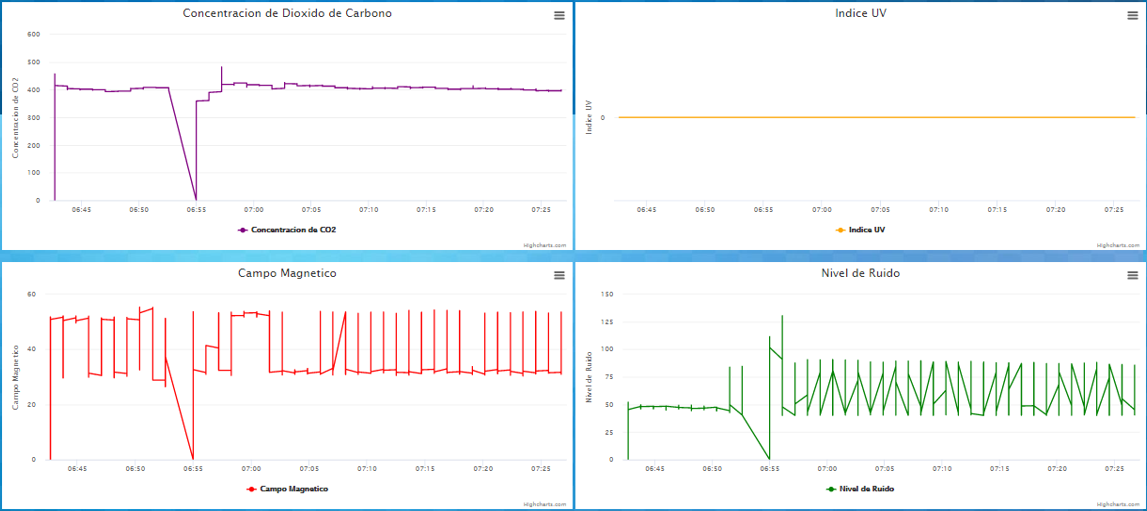 Concentracion de Dioxido de Carbono
600
500
400
300
200
100
0
Concentracion de CO2
06:45 06:50 06:55 07:00 07:05 07:10 07:15 07:20 07:25
Concentracion de CO2
Highcharts.com
Indice UV
0
Indice UV
06:45 06:50 06:55 07:00 07:05 07:10 07:15 07:20 07:25
Indice UV
Highcharts.com
Campo Magnetico
60
40
20
0
Campo Magnetico
06:45 06:50 06:55 07:00 07:05 07:10 07:15 07:20 07:25
Campo Magnetico
Highcharts.com
Nivel de Ruido
150
125
100
75
50
25
0
Nivel de Ruido
06:45 06:50 06:55 07:00 07:05 07:10 07:15 07:20 07:25
Nivel de Ruido
Highcharts.com